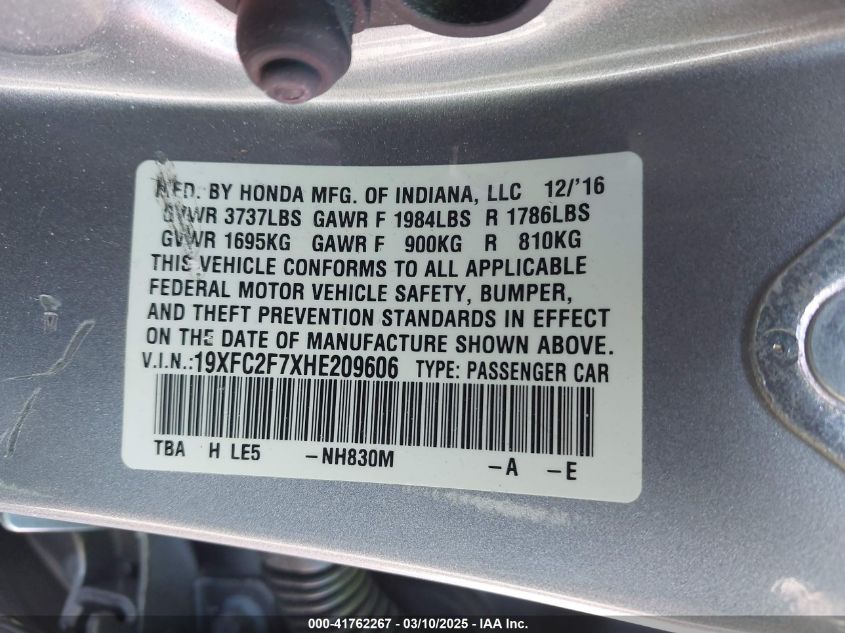 MFD. BY HONDA MFG. OF INDIANA, LLC 12/'16
GVWR 3737LBS GAWR F 1984LBS R 1786LBS
GVWR 1695KG GAWR F 900KG R 810KG
THIS VEHICLE CONFORMS TO ALL APPLICABLE
FEDERAL MOTOR VEHICLE SAFETY, BUMPER,
AND THEFT PREVENTION STANDARDS IN EFFECT
ON THE DATE OF MANUFACTURE SHOWN ABOVE.
V.I.N.:19XFC2F7XHE209606 TYPE: PASSENGER CAR
TBA H LE5 -NH830M -A -E
000-41762267 - 03/10/2025 - IAA Inc.